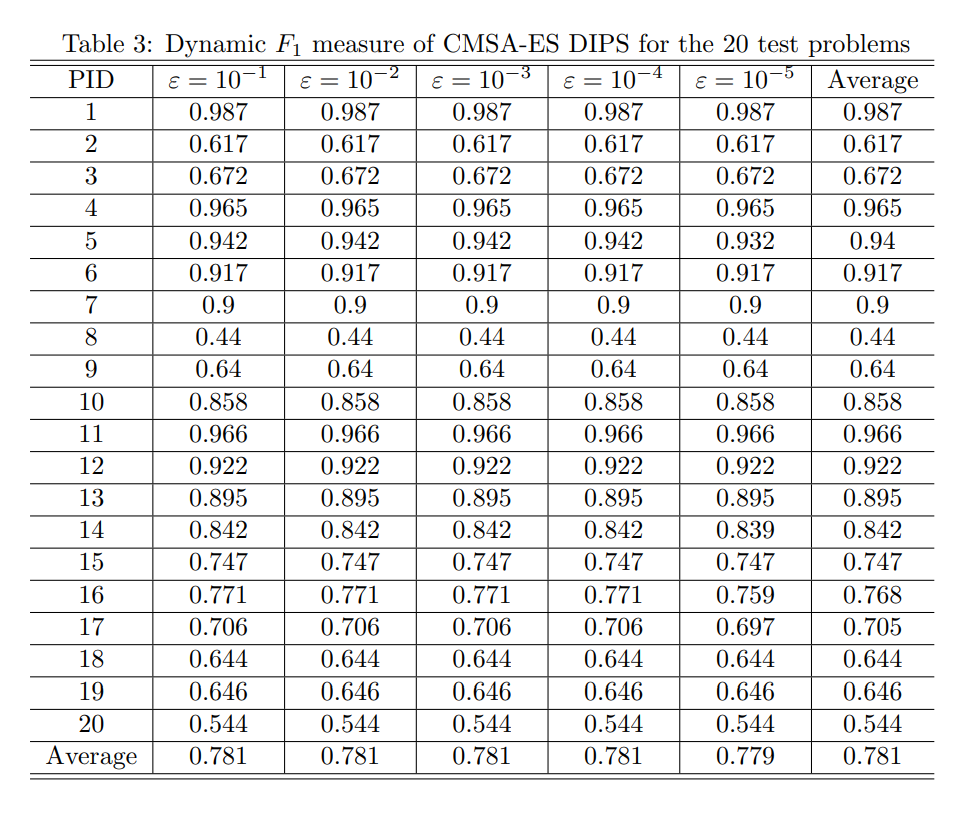 Table 3: Dynamic F₁ measure of CMSA-ES DIPS for the 20 test problems
PID ε = 10⁻¹ ε = 10⁻² ε = 10⁻³ ε = 10⁻⁴ ε = 10⁻⁵ Average
1 0.987 0.987 0.987 0.987 0.987 0.987
2 0.617 0.617 0.617 0.617 0.617 0.617
3 0.672 0.672 0.672 0.672 0.672 0.672
4 0.965 0.965 0.965 0.965 0.965 0.965
5 0.942 0.942 0.942 0.942 0.932 0.94
6 0.917 0.917 0.917 0.917 0.917 0.917
7 0.9 0.9 0.9 0.9 0.9 0.9
8 0.44 0.44 0.44 0.44 0.44 0.44
9 0.64 0.64 0.64 0.64 0.64 0.64
10 0.858 0.858 0.858 0.858 0.858 0.858
11 0.966 0.966 0.966 0.966 0.966 0.966
12 0.922 0.922 0.922 0.922 0.922 0.922
13 0.895 0.895 0.895 0.895 0.895 0.895
14 0.842 0.842 0.842 0.842 0.839 0.842
15 0.747 0.747 0.747 0.747 0.747 0.747
16 0.771 0.771 0.771 0.771 0.759 0.768
17 0.706 0.706 0.706 0.706 0.697 0.705
18 0.644 0.644 0.644 0.644 0.644 0.644
19 0.646 0.646 0.646 0.646 0.646 0.646
20 0.544 0.544 0.544 0.544 0.544 0.544
Average 0.781 0.781 0.781 0.781 0.779 0.781